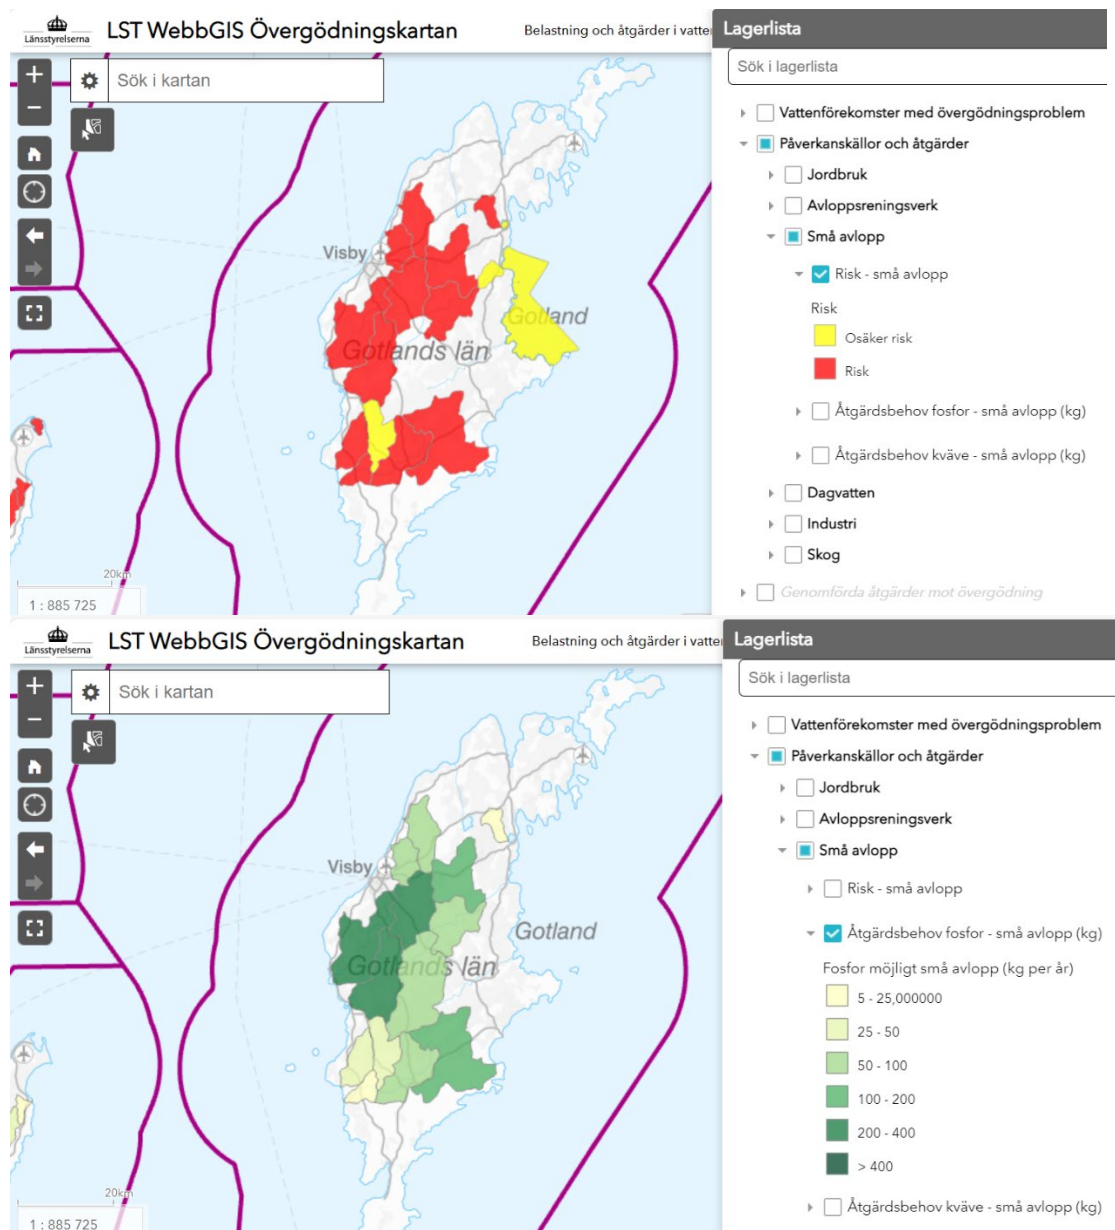 Länsstyrelserna
LST WebbGIS Övergödningskartan
Belastning och åtgärder i vatten
Lagerlista
Sök i kartan
Sök i lagerlista
Vattenförekomster med övergödningsproblem
Påverkanskällor och åtgärder
Jordbruk
Avloppsreningsverk
Små avlopp
Risk - små avlopp
Risk
Osäker risk
Risk
Åtgärdsbehov fosfor - små avlopp (kg)
Åtgärdsbehov kväve - små avlopp (kg)
Dagvatten
Industri
Skog
Genomförda åtgärder mot övergödning
Visby
Gotland
Gotlands län
20km
1 : 885 725
Länsstyrelserna
LST WebbGIS Övergödningskartan
Belastning och åtgärder i vatte
Lagerlista
Sök i kartan
Sök i lagerlista
Vattenförekomster med övergödningsproblem
Påverkanskällor och åtgärder
Jordbruk
Avloppsreningsverk
Små avlopp
Risk - små avlopp
Åtgärdsbehov fosfor - små avlopp (kg)
Fosfor möjligt små avlopp (kg per år)
5 - 25,000000
25 - 50
50 - 100
100 - 200
200 - 400
> 400
Åtgärdsbehov kväve - små avlopp (kg)
Visby
Gotland
Gotlands län
20km
1 : 885 725